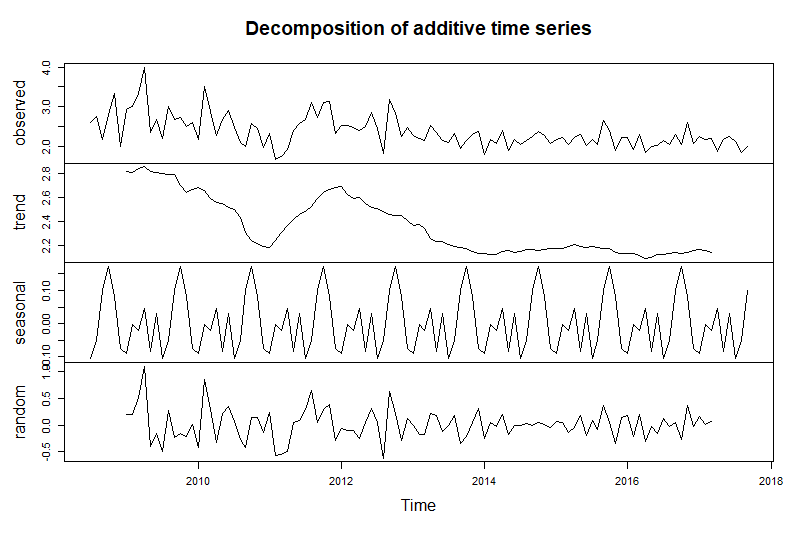 Decomposition of additive time series
observed
2.0 3.0 4.0
trend
2.2 2.4 2.6 2.8
seasonal
-0.10 0.00 0.10
random
-0.5 0.0 0.5 1.0
2010 2012 2014 2016 2018
Time